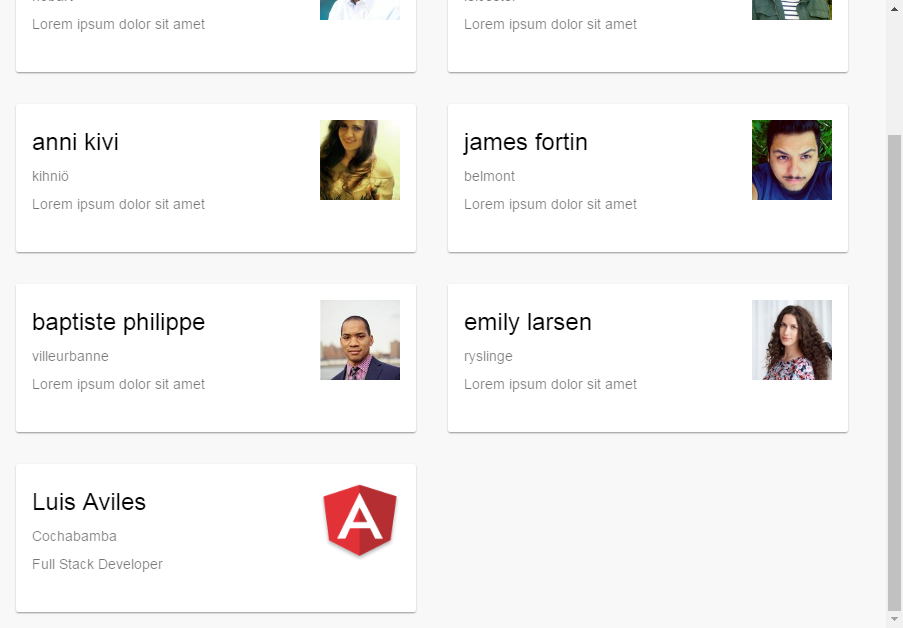 Lorem ipsum dolor sit amet
Lorem ipsum dolor sit amet
anni kivi
kihniö
Lorem ipsum dolor sit amet
james fortin
belmont
Lorem ipsum dolor sit amet
baptiste philippe
villeurbanne
Lorem ipsum dolor sit amet
emily larsen
ryslinge
Lorem ipsum dolor sit amet
Luis Aviles
Cochabamba
Full Stack Developer
A